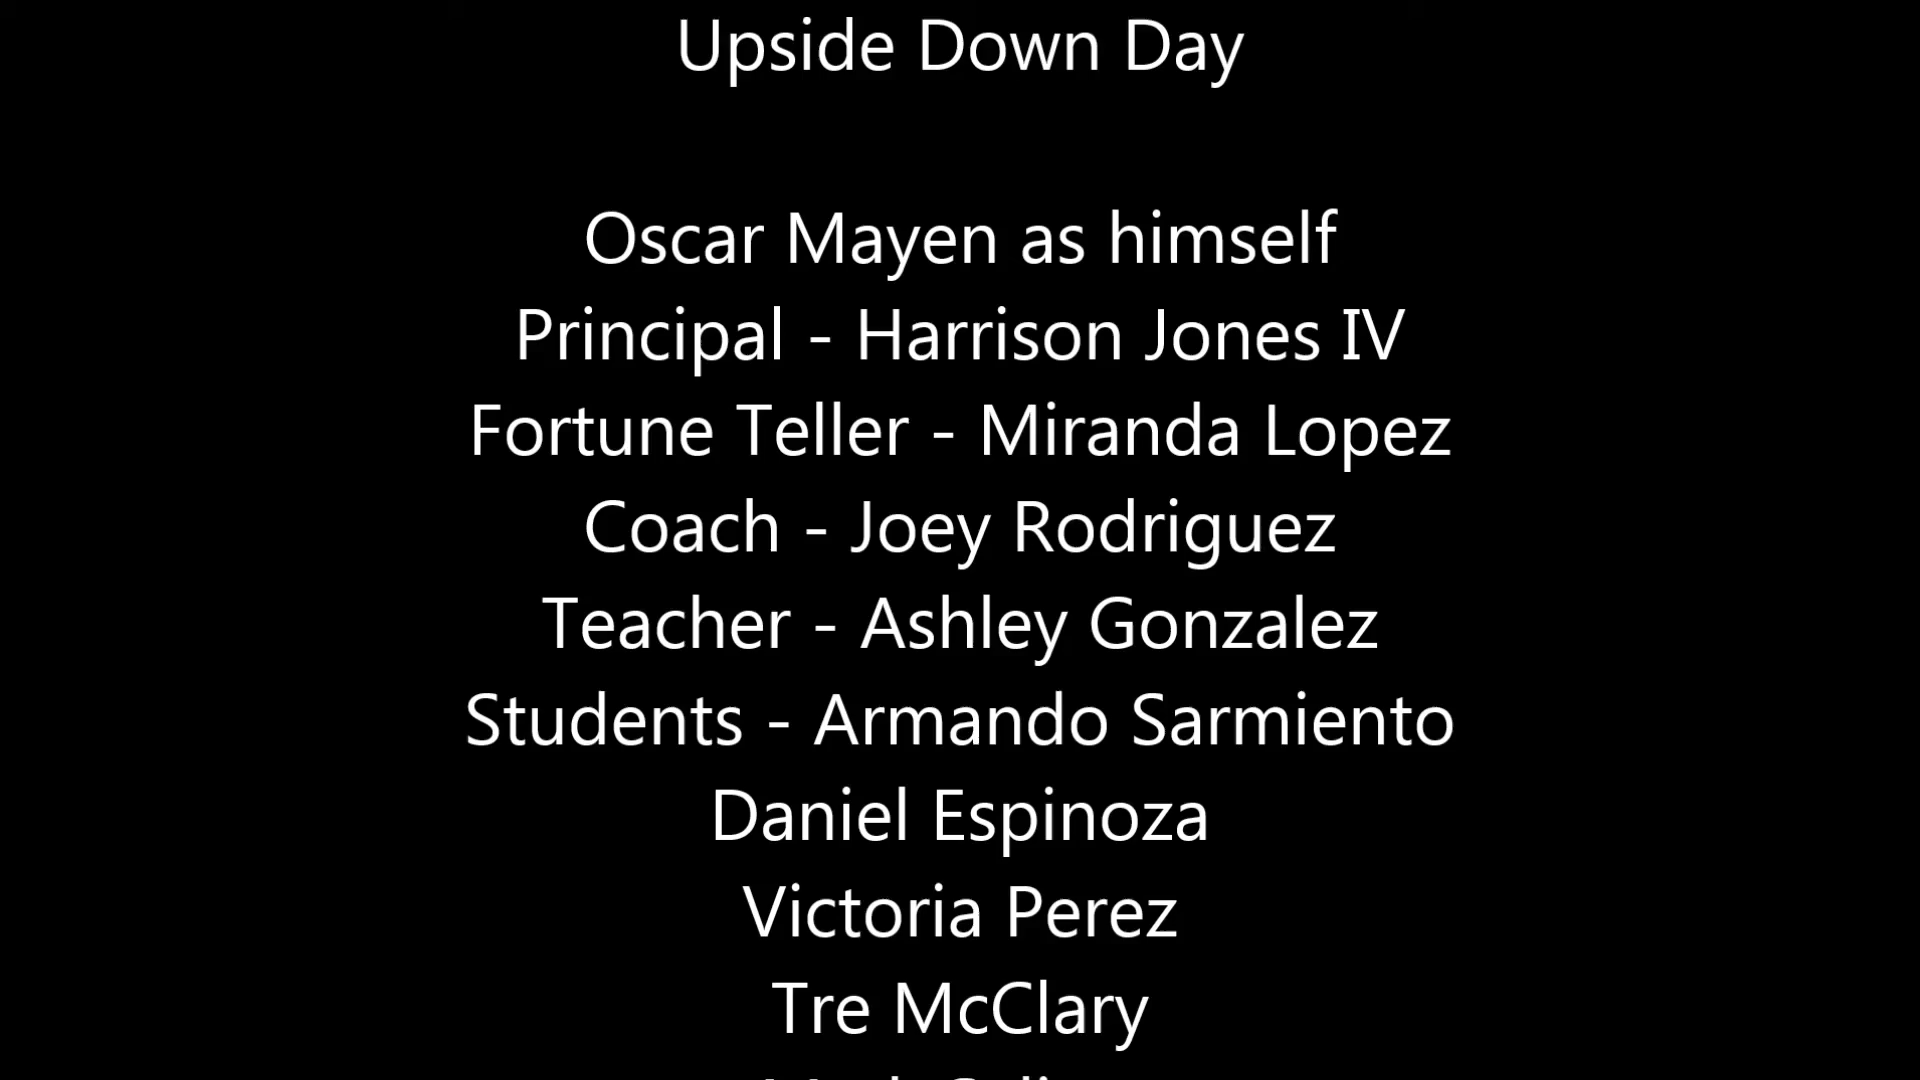 Upside Down Day
Oscar Mayen as himself
Principal - Harrison Jones IV
Fortune Teller - Miranda Lopez
Coach - Joey Rodriguez
Teacher - Ashley Gonzalez
Students - Armando Sarmiento
Daniel Espinoza
Victoria Perez
Tre McClary